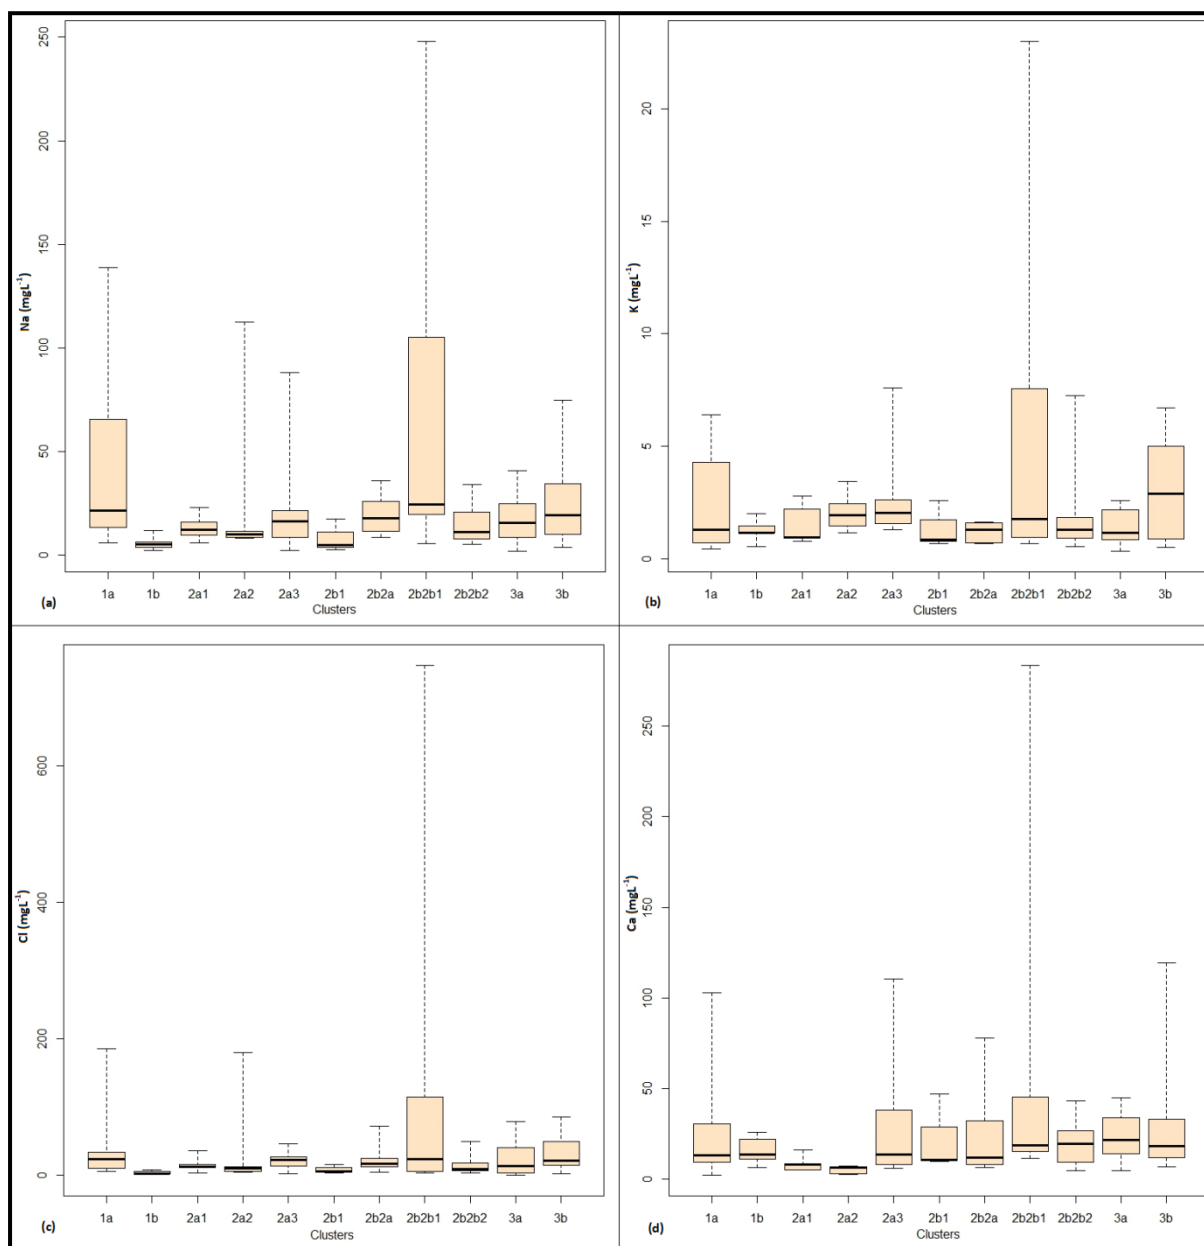 250
200
150
100
50
0
Na (mgL⁻¹)
1a 1b 2a1 2a2 2a3 2b1 2b2a 2b2b1 2b2b2 3a 3b
(a)
Clusters
20
15
10
5
0
K (mgL⁻¹)
1a 1b 2a1 2a2 2a3 2b1 2b2a 2b2b1 2b2b2 3a 3b
(b)
Clusters
600
400
200
0
Cl (mgL⁻¹)
1a 1b 2a1 2a2 2a3 2b1 2b2a 2b2b1 2b2b2 3a 3b
(c)
Clusters
250
200
150
100
50
0
Ca (mgL⁻¹)
1a 1b 2a1 2a2 2a3 2b1 2b2a 2b2b1 2b2b2 3a 3b
(d)
Clusters